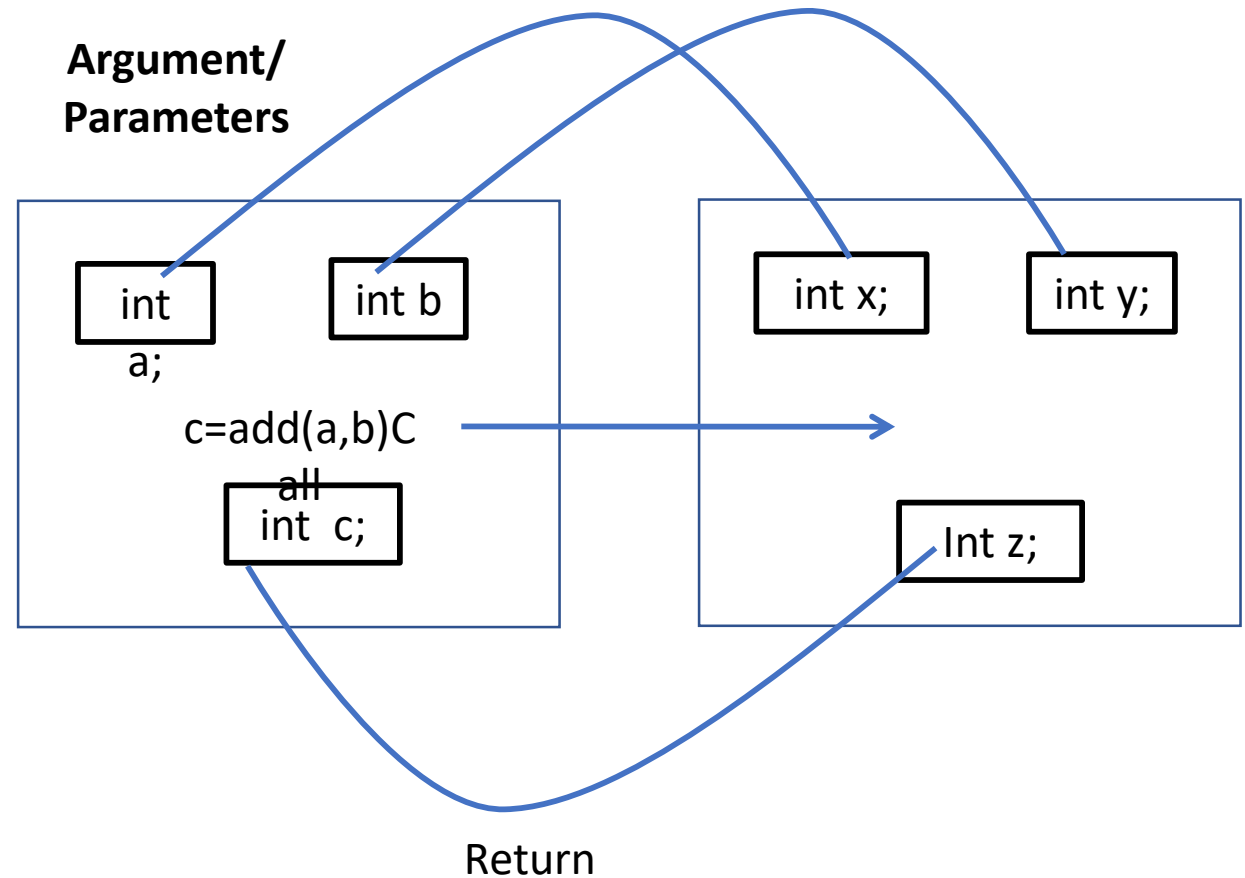 Argument/
Parameters
int
a;
int b
c=add(a,b)C
all
int c;
int x;
int y;
Int z;
Return